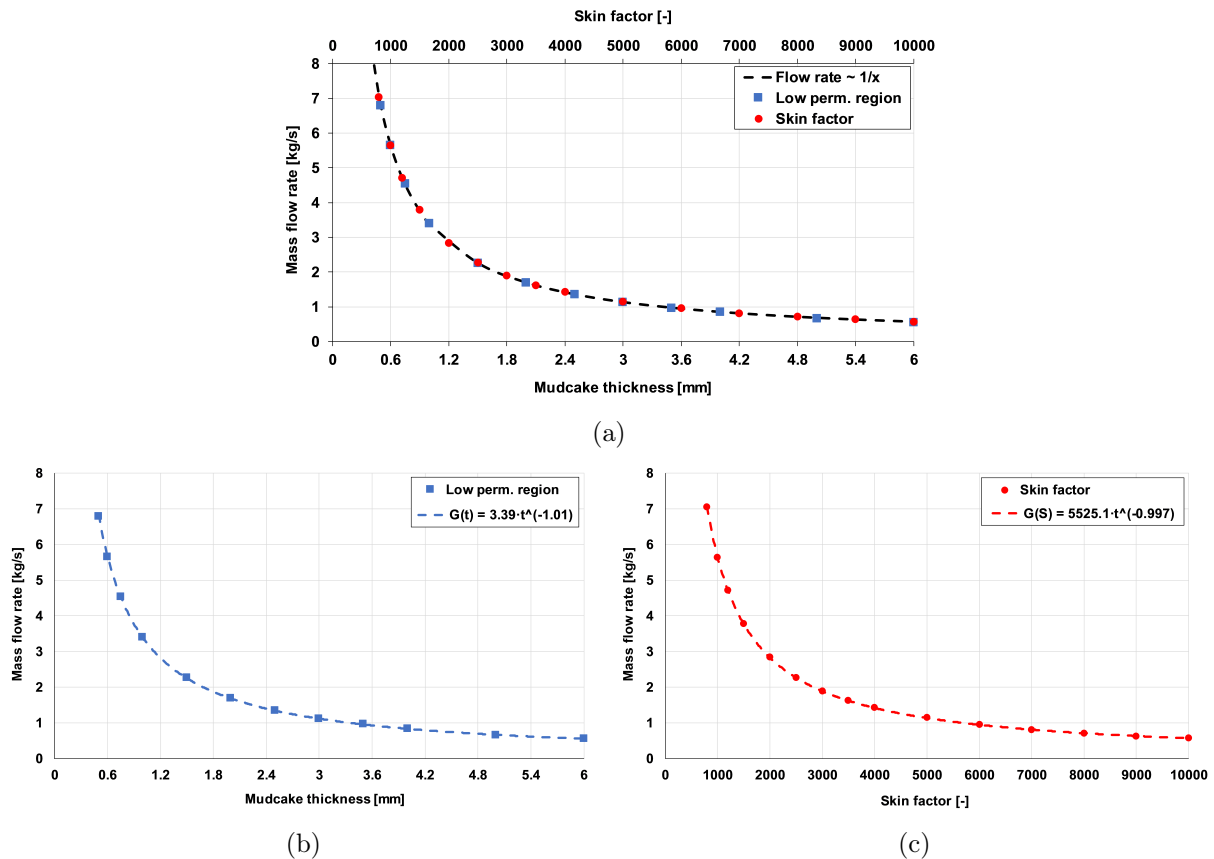 Skin factor [-]
0 1000 2000 3000 4000 5000 6000 7000 8000 9000 10000
8
7
6
5
4
3
2
1
0
Mass flow rate [kg/s]
Flow rate ~ 1/x
Low perm. region
Skin factor
0 0.6 1.2 1.8 2.4 3 3.6 4.2 4.8 5.4 6
Mudcake thickness [mm]
(a)
8
7
6
5
4
3
2
1
0
Mass flow rate [kg/s]
Low perm. region
G(t) = 3.39·t^(-1.01)
0 0.6 1.2 1.8 2.4 3 3.6 4.2 4.8 5.4 6
Mudcake thickness [mm]
(b)
8
7
6
5
4
3
2
1
0
Mass flow rate [kg/s]
Skin factor
G(S) = 5525.1·t^(-0.997)
0 1000 2000 3000 4000 5000 6000 7000 8000 9000 10000
Skin factor [-]
(c)